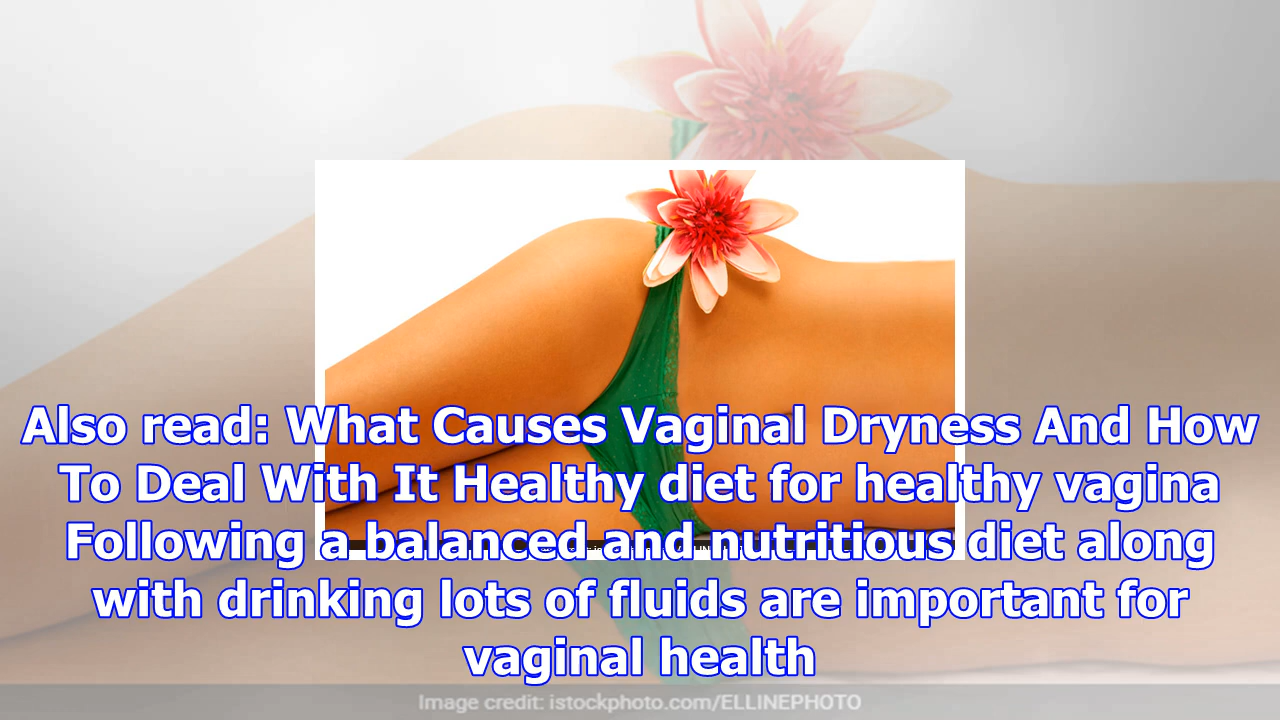 Also read: What Causes Vaginal Dryness And How
To Deal With It Healthy diet for healthy vagina
Following a balanced and nutritious diet along
with drinking lots of fluids are important for
vaginal health
Image credit: istockphoto.com/ELLINEPHOTO